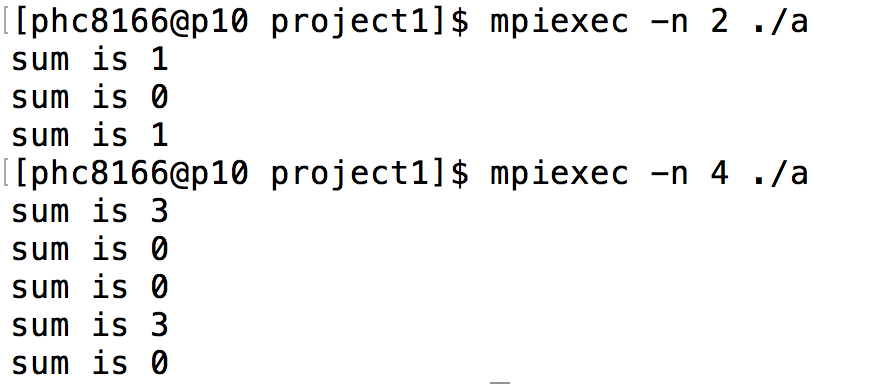 [[phc8166@p10 project1]$ mpiexec -n 2 ./a
sum is 1
sum is 0
sum is 1
[[phc8166@p10 project1]$ mpiexec -n 4 ./a
sum is 3
sum is 0
sum is 0
sum is 3
sum is 0